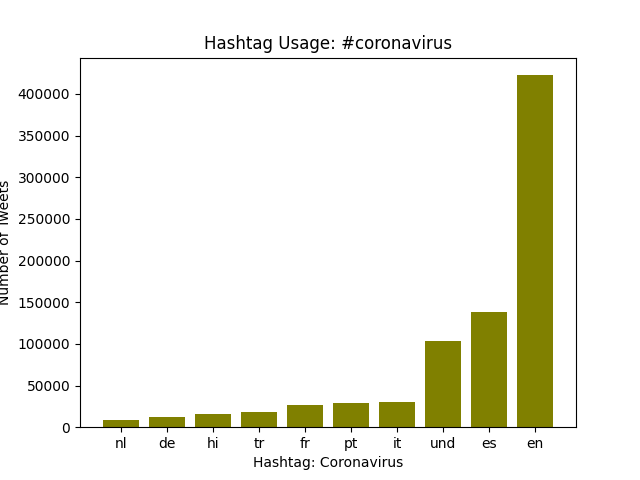 Hashtag Usage: #coronavirus
Number of Tweets
400000
350000
300000
250000
200000
150000
100000
50000
0
nl de hi tr fr pt it und es en
Hashtag: Coronavirus